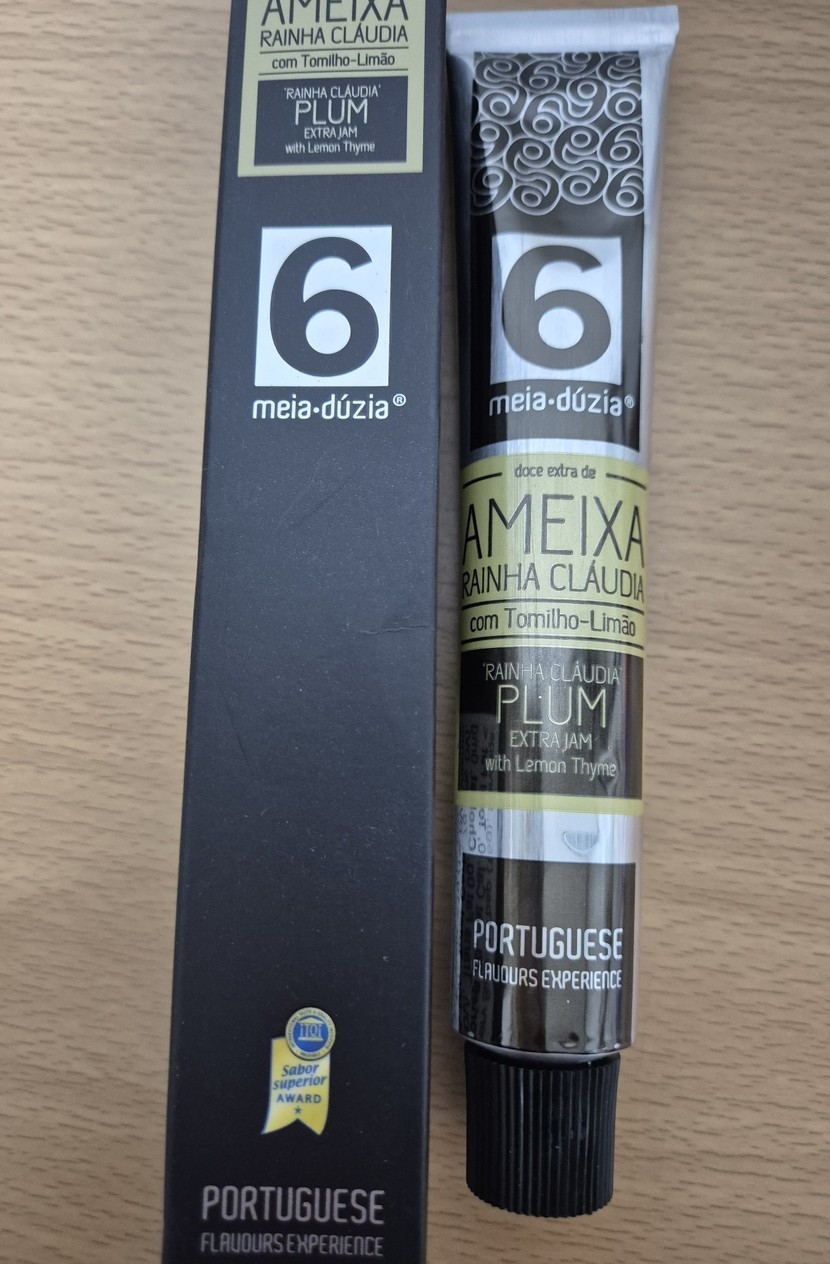 AMEIXA
RAINHA CLÁUDIA
com Tomilho-Limão
'RAINHA CLÁUDIA'
PLUM
EXTRA JAM
with Lemon Thyme
6
meia·dúzia®
iTQi
Sabor
superior
AWARD
PORTUGUESE
FLAVOURS EXPERIENCE
6
meia·dúzia®
doce extra de
AMEIXA
RAINHA CLÁUDIA
com Tomilho-Limão
'RAINHA CLÁUDIA'
PLUM
EXTRA JAM
with Lemon Thyme
PORTUGUESE
FLAVOURS EXPERIENCE